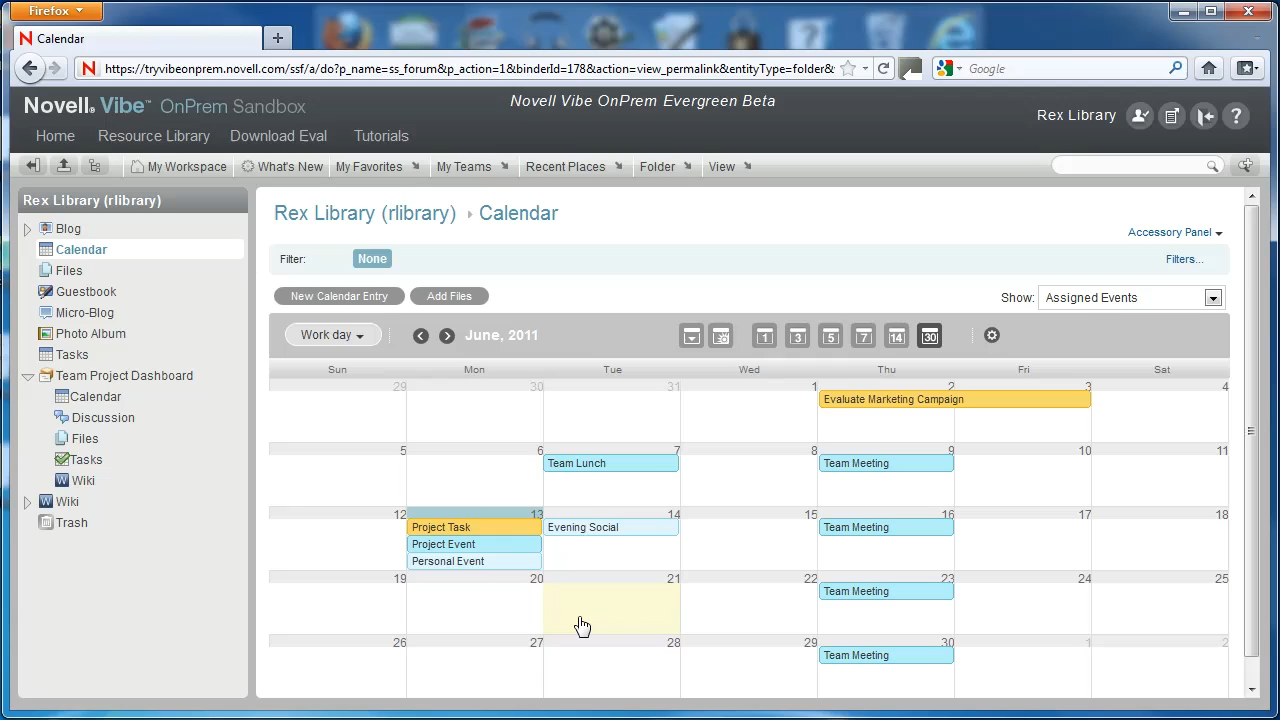 Firefox
Calendar
https://tryvibeonprem.novell.com/ssf/a/do?p_name=ss_forum&p_action=1&binderId=178&action=view_permalink&entityType=folder&
Google
Novell Vibe OnPrem Sandbox
Novell Vibe OnPrem Evergreen Beta
Rex Library
Home Resource Library Download Eval Tutorials
My Workspace What's New My Favorites My Teams Recent Places Folder View
Rex Library (rlibrary)
Blog
Calendar
Files
Guestbook
Micro-Blog
Photo Album
Tasks
Team Project Dashboard
Calendar
Discussion
Files
Tasks
Wiki
Wiki
Trash
Rex Library (rlibrary) Calendar
Accessory Panel
Filter: None Filters...
New Calendar Entry Add Files Show: Assigned Events
Work day June, 2011 1 3 5 7 14 30
Sun Mon Tue Wed Thu Fri Sat
29 30 31 1 2 3 4
Evaluate Marketing Campaign
5 6 7 8 9 10 11
Team Lunch Team Meeting
12 13 14 15 16 17 18
Project Task Evening Social Team Meeting
Project Event
Personal Event
19 20 21 22 23 24 25
Team Meeting
26 27 28 29 30 1 2
Team Meeting